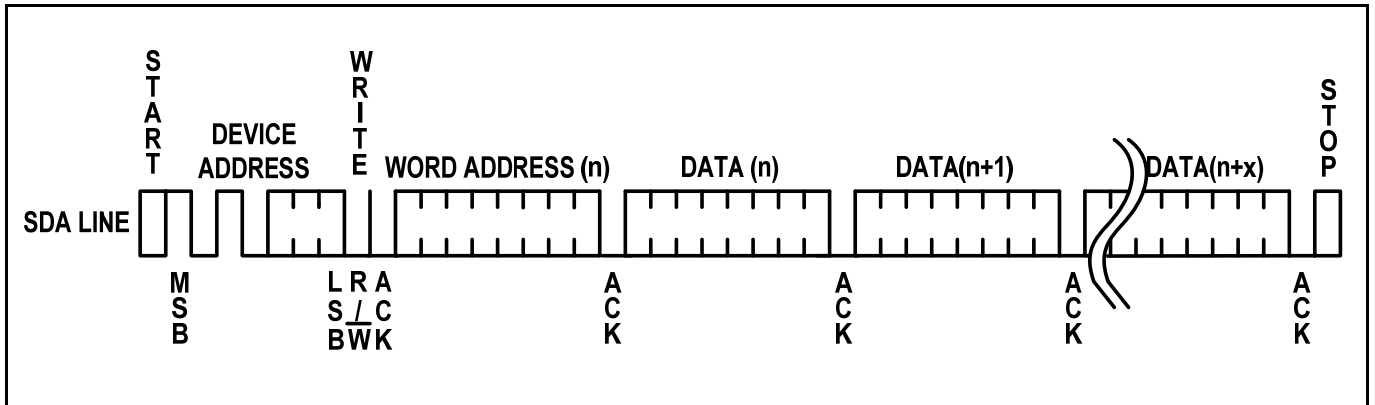 START
WRITE
STOP
DEVICE
ADDRESS
WORD ADDRESS (n)
DATA (n)
DATA(n+1)
DATA(n+x)
SDA LINE
MSB
LSB
R/W
ACK
ACK
ACK
ACK
ACK